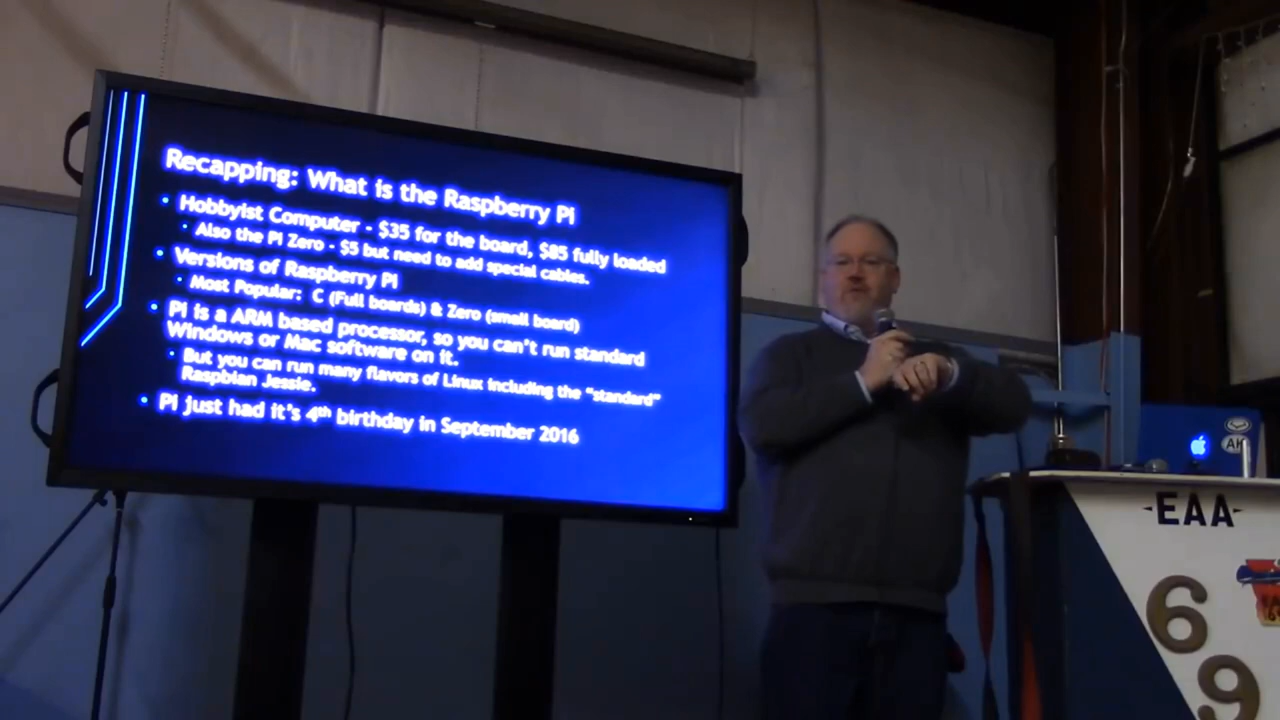 Recapping: What is the Raspberry Pi
• Hobbyist Computer - $35 for the board, $85 fully loaded
• Also the Pi Zero - $5 but need to add special cables.
• Versions of Raspberry Pi
• Most Popular: C (Full boards) & Zero (small board)
• Pi is a ARM based processor, so you can't run standard
Windows or Mac software on it.
• But you can run many flavors of Linux including the "standard"
Raspbian Jessie.
• Pi just had it's 4th birthday in September 2016
AK
-EAA-
6
9